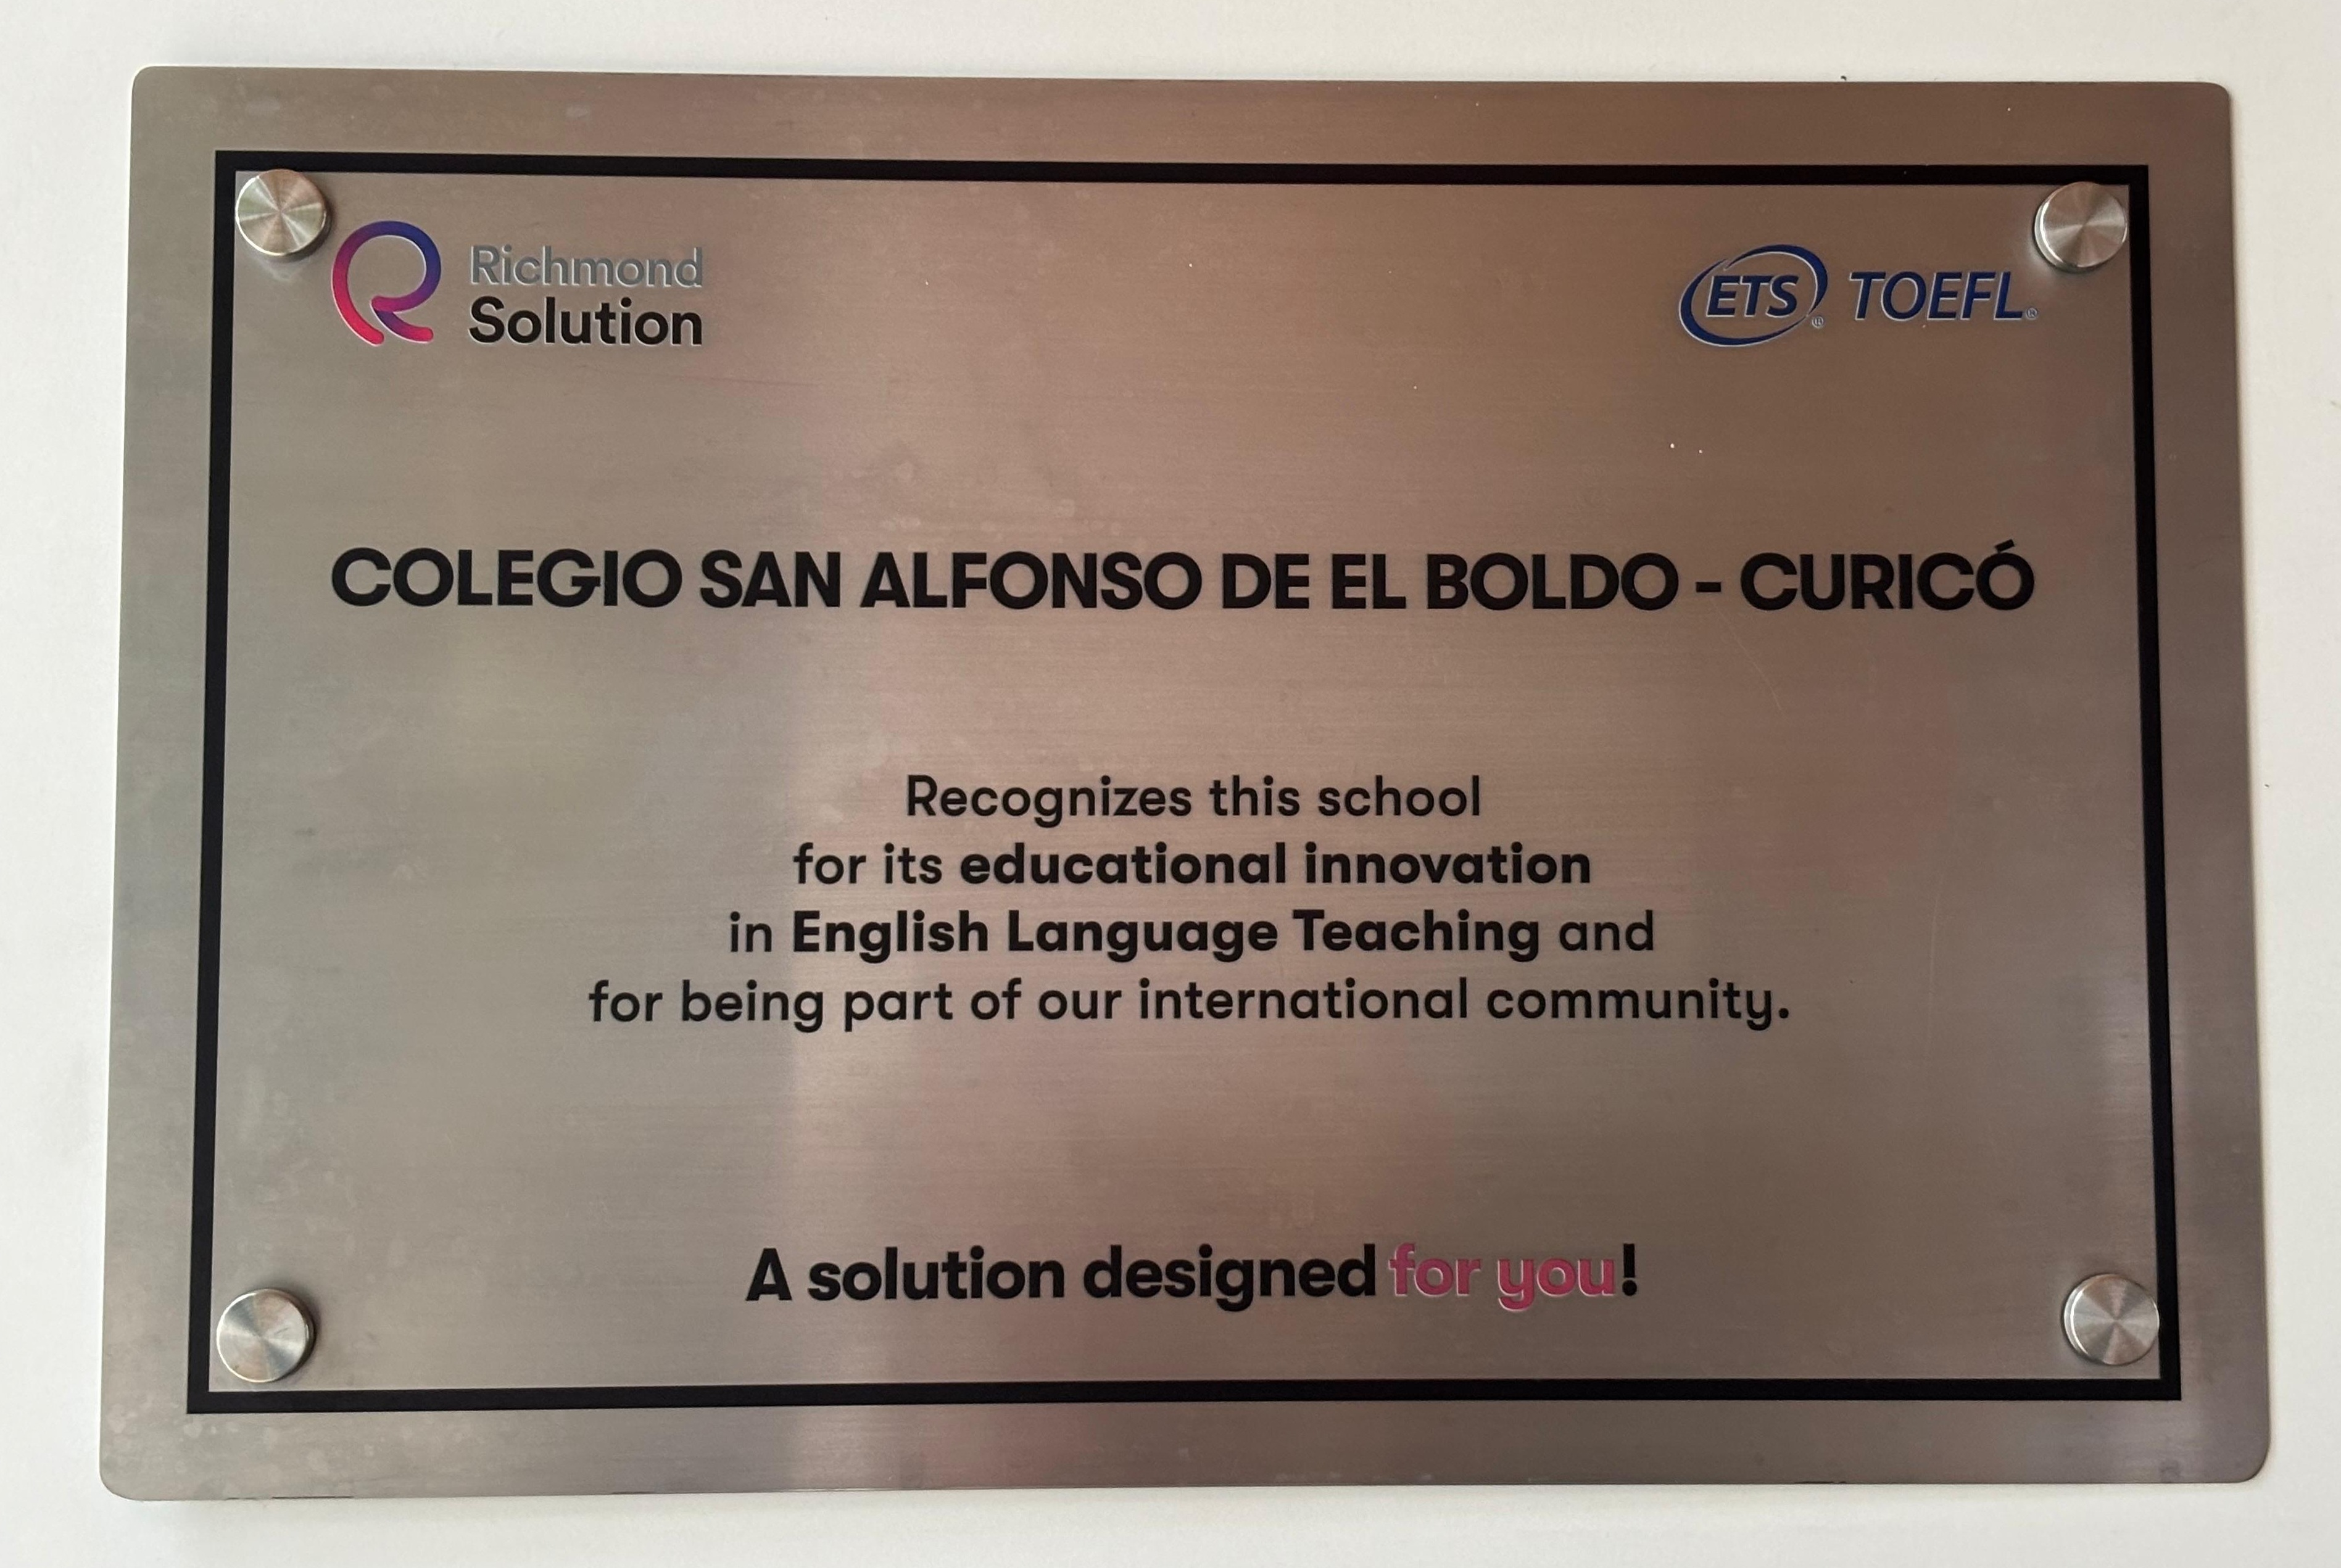 Richmond
Solution
ETS® TOEFL®
COLEGIO SAN ALFONSO DE EL BOLDO - CURICÓ
Recognizes this school
for its educational innovation
in English Language Teaching and
for being part of our international community.
A solution designed for you!